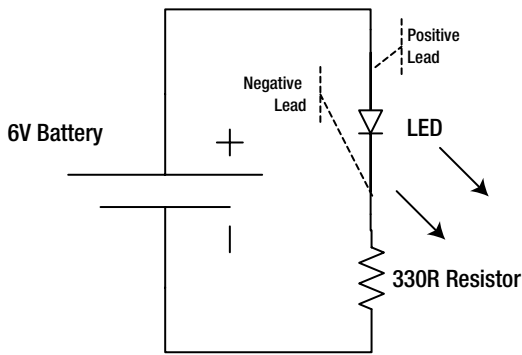 Positive
Lead
Negative
Lead
6V Battery
+
LED
–
330R Resistor